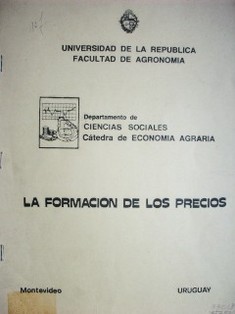 UNIVERSIDAD DE LA REPUBLICA
FACULTAD DE AGRONOMIA
Departamento de
CIENCIAS SOCIALES
Cátedra de ECONOMIA AGRARIA
LA FORMACION DE LOS PRECIOS
Montevideo
URUGUAY